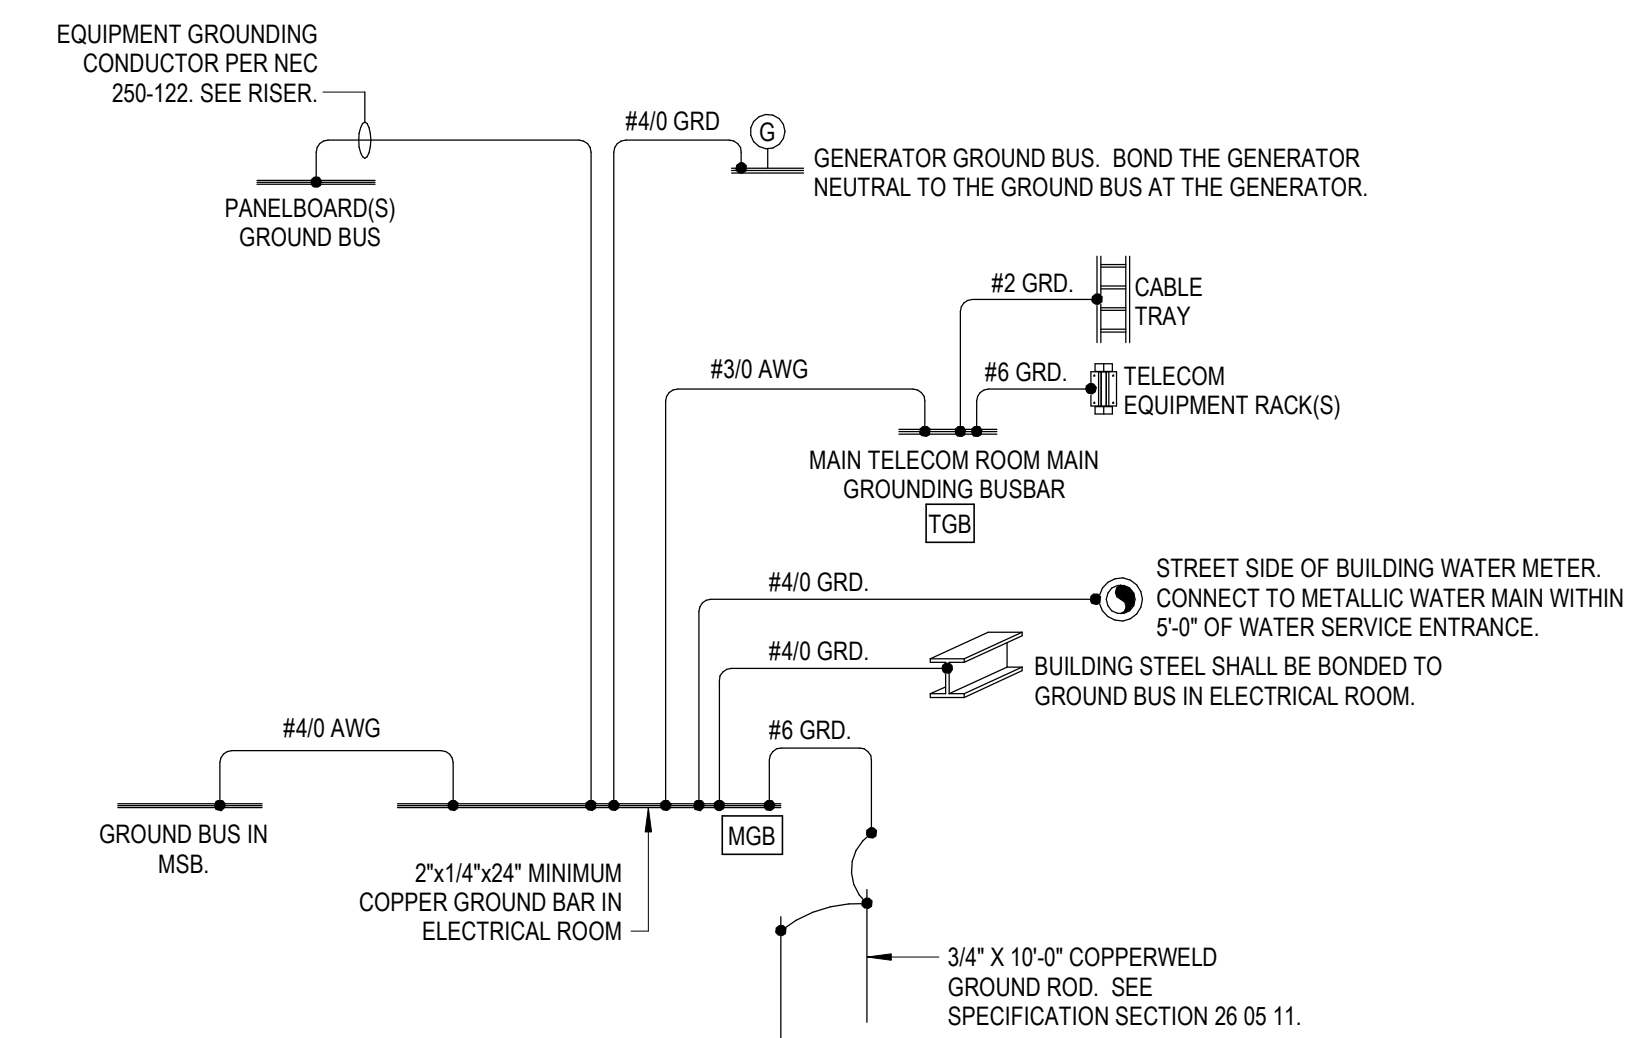 EQUIPMENT GROUNDING
CONDUCTOR PER NEC
250-122. SEE RISER.
PANELBOARD(S)
GROUND BUS
#4/0 GRD
G
GENERATOR GROUND BUS.  BOND THE GENERATOR
NEUTRAL TO THE GROUND BUS AT THE GENERATOR.
#2 GRD.
CABLE
TRAY
#3/0 AWG
#6 GRD.
TELECOM
EQUIPMENT RACK(S)
MAIN TELECOM ROOM MAIN
GROUNDING BUSBAR
TGB
#4/0 GRD.
STREET SIDE OF BUILDING WATER METER.
CONNECT TO METALLIC WATER MAIN WITHIN
5'-0" OF WATER SERVICE ENTRANCE.
#4/0 GRD.
BUILDING STEEL SHALL BE BONDED TO
GROUND BUS IN ELECTRICAL ROOM.
#4/0 AWG
#6 GRD.
GROUND BUS IN
MSB.
MGB
2"x1/4"x24" MINIMUM
COPPER GROUND BAR IN
ELECTRICAL ROOM
3/4" X 10'-0" COPPERWELD
GROUND ROD.  SEE
SPECIFICATION SECTION 26 05 11.